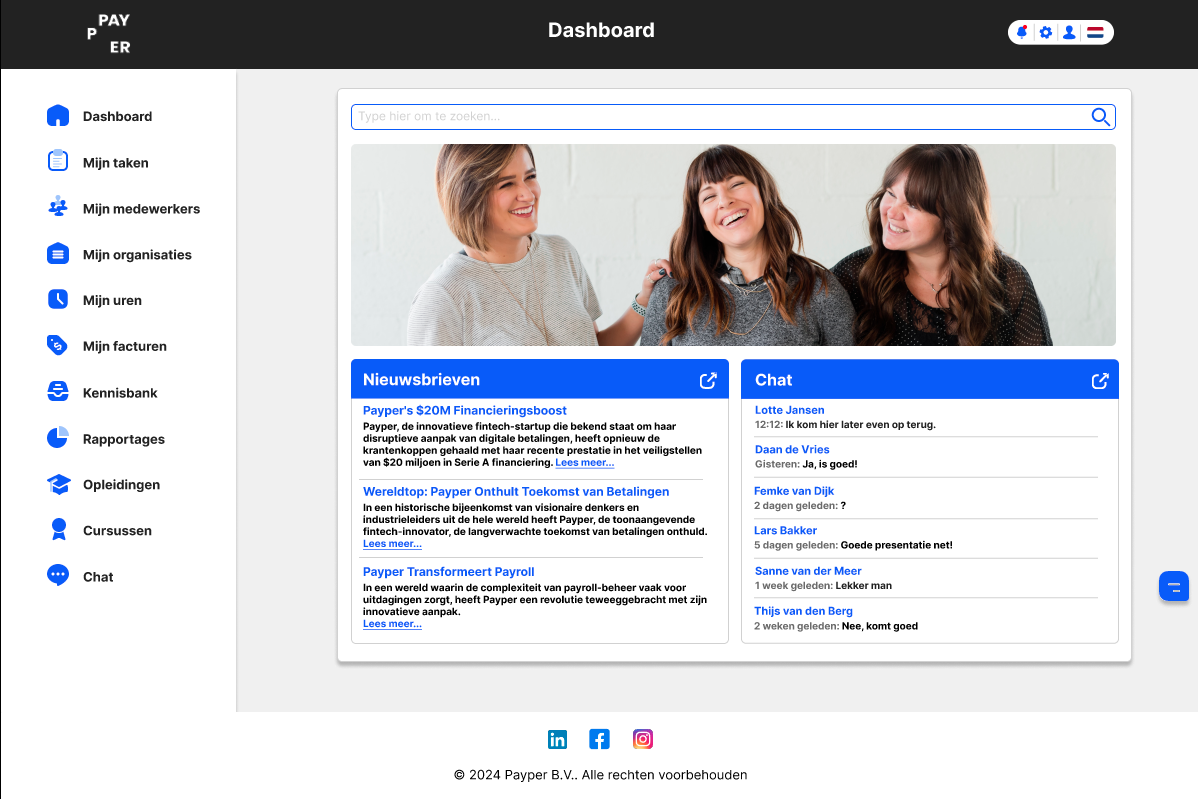 PAY
P
ER
Dashboard
Dashboard
Mijn taken
Mijn medewerkers
Mijn organisaties
Mijn uren
Mijn facturen
Kennisbank
Rapportages
Opleidingen
Cursussen
Chat
Type hier om te zoeken...
Nieuwsbrieven
Payper's $20M Financieringsboost
Payper, de innovatieve fintech-startup die bekend staat om haar
disruptieve aanpak van digitale betalingen, heeft opnieuw de
krantenkoppen gehaald met haar recente prestatie in het veiligstellen
van $20 miljoen in Serie A financiering. Lees meer...
Wereldtop: Payper Onthult Toekomst van Betalingen
In een historische bijeenkomst van visionaire denkers en
industrieleiders uit de hele wereld heeft Payper, de toonaangevende
fintech-innovator, de langverwachte toekomst van betalingen onthuld.
Lees meer...
Payper Transformeert Payroll
In een wereld waarin de complexiteit van payroll-beheer vaak voor
uitdagingen zorgt, heeft Payper een revolutie teweeggebracht met zijn
innovatieve aanpak.
Lees meer...
Chat
Lotte Jansen
12:12: Ik kom hier later even op terug.
Daan de Vries
Gisteren: Ja, is goed!
Femke van Dijk
2 dagen geleden: ?
Lars Bakker
5 dagen geleden: Goede presentatie net!
Sanne van der Meer
1 week geleden: Lekker man
Thijs van den Berg
2 weken geleden: Nee, komt goed
in
© 2024 Payper B.V.. Alle rechten voorbehouden